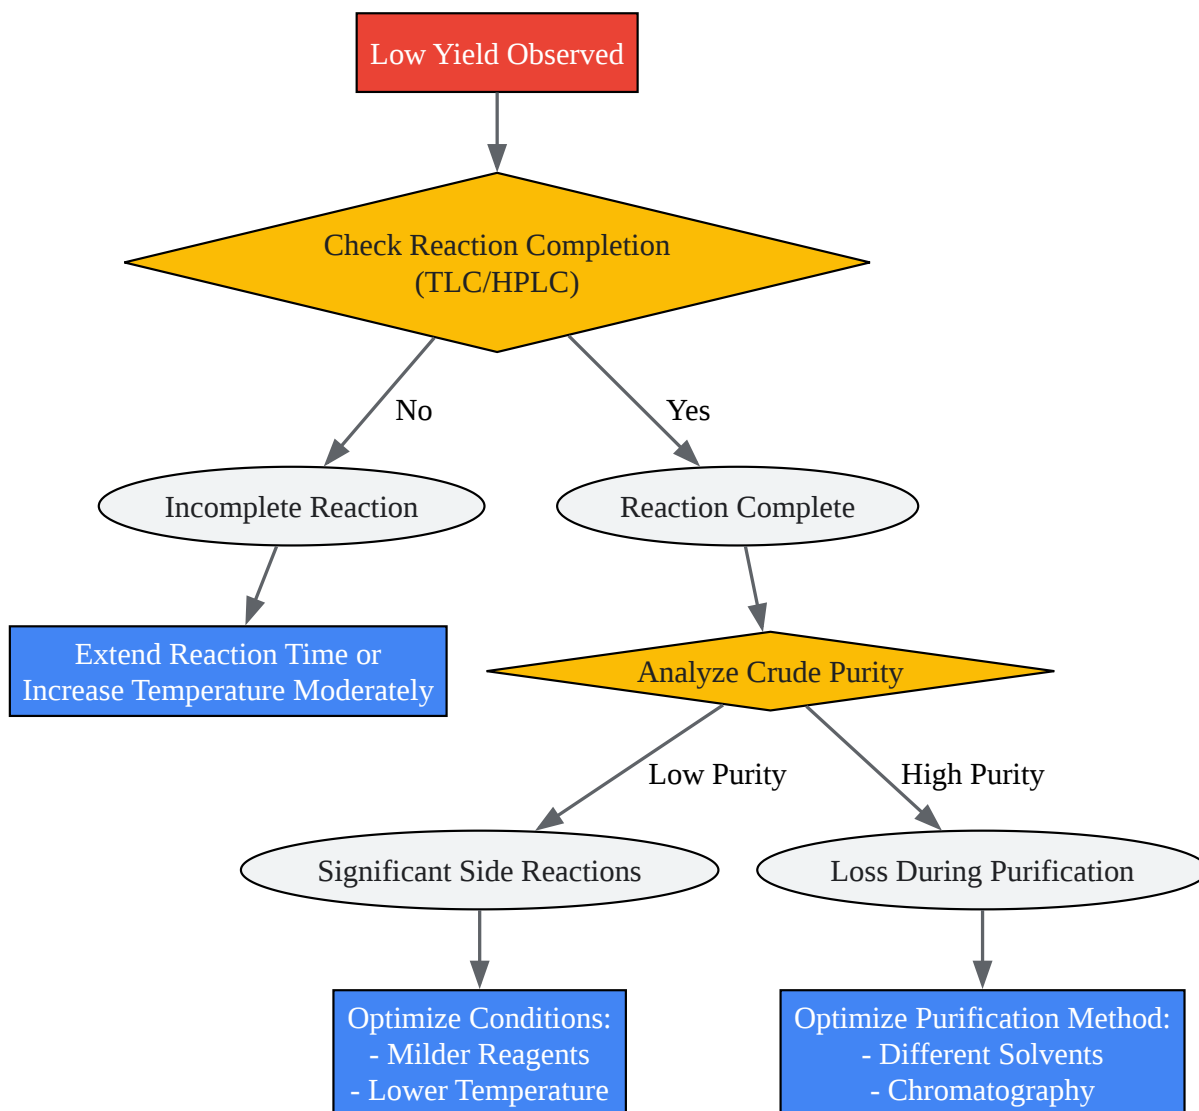 Low Yield Observed
Check Reaction Completion
(TLC/HPLC)
No
Yes
Incomplete Reaction
Reaction Complete
Extend Reaction Time or
Increase Temperature Moderately
Analyze Crude Purity
Low Purity
High Purity
Significant Side Reactions
Loss During Purification
Optimize Conditions:
- Milder Reagents
- Lower Temperature
Optimize Purification Method:
- Different Solvents
- Chromatography